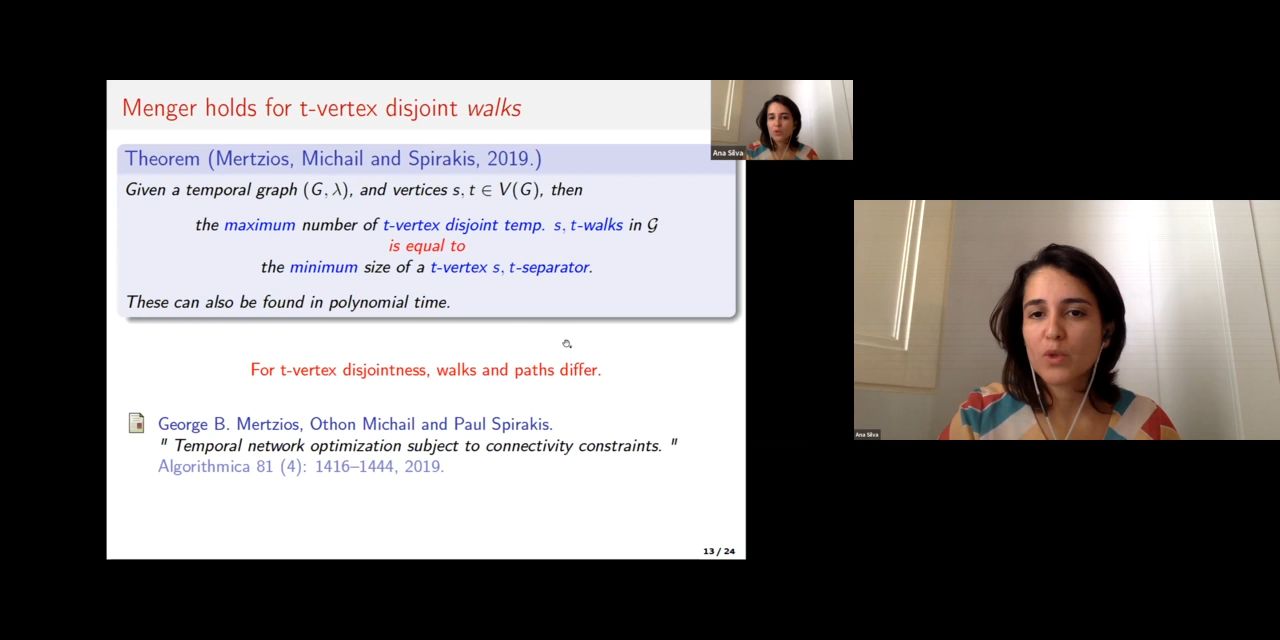 Menger holds for t-vertex disjoint walks
Theorem (Mertzios, Michail and Spirakis, 2019.)
Given a temporal graph (G, λ), and vertices s, t ∈ V(G), then
the maximum number of t-vertex disjoint temp. s, t-walks in 𝒢
is equal to
the minimum size of a t-vertex s, t-separator.
These can also be found in polynomial time.
For t-vertex disjointness, walks and paths differ.
George B. Mertzios, Othon Michail and Paul Spirakis.
" Temporal network optimization subject to connectivity constraints. "
Algorithmica 81 (4): 1416–1444, 2019.
13 / 24
Ana Silva
Ana Silva